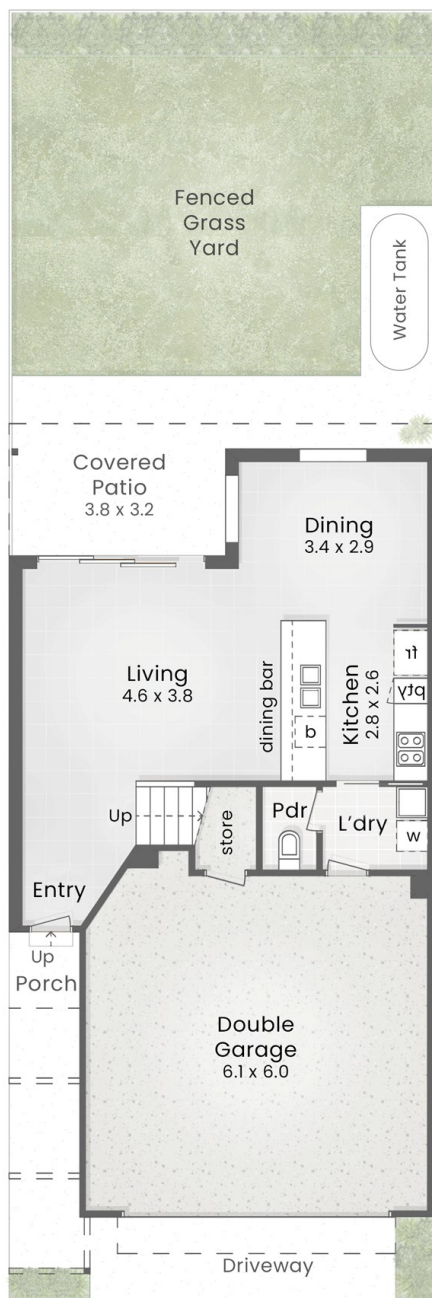 Fenced
Grass
Yard
Water Tank
Covered
Patio
3.8 x 3.2
Dining
3.4 x 2.9
Living
4.6 x 3.8
dining bar
Kitchen
2.8 x 2.6
fr
pty
b
Up
store
Pdr
L'dry
w
Entry
Up
Porch
Double
Garage
6.1 x 6.0
Driveway